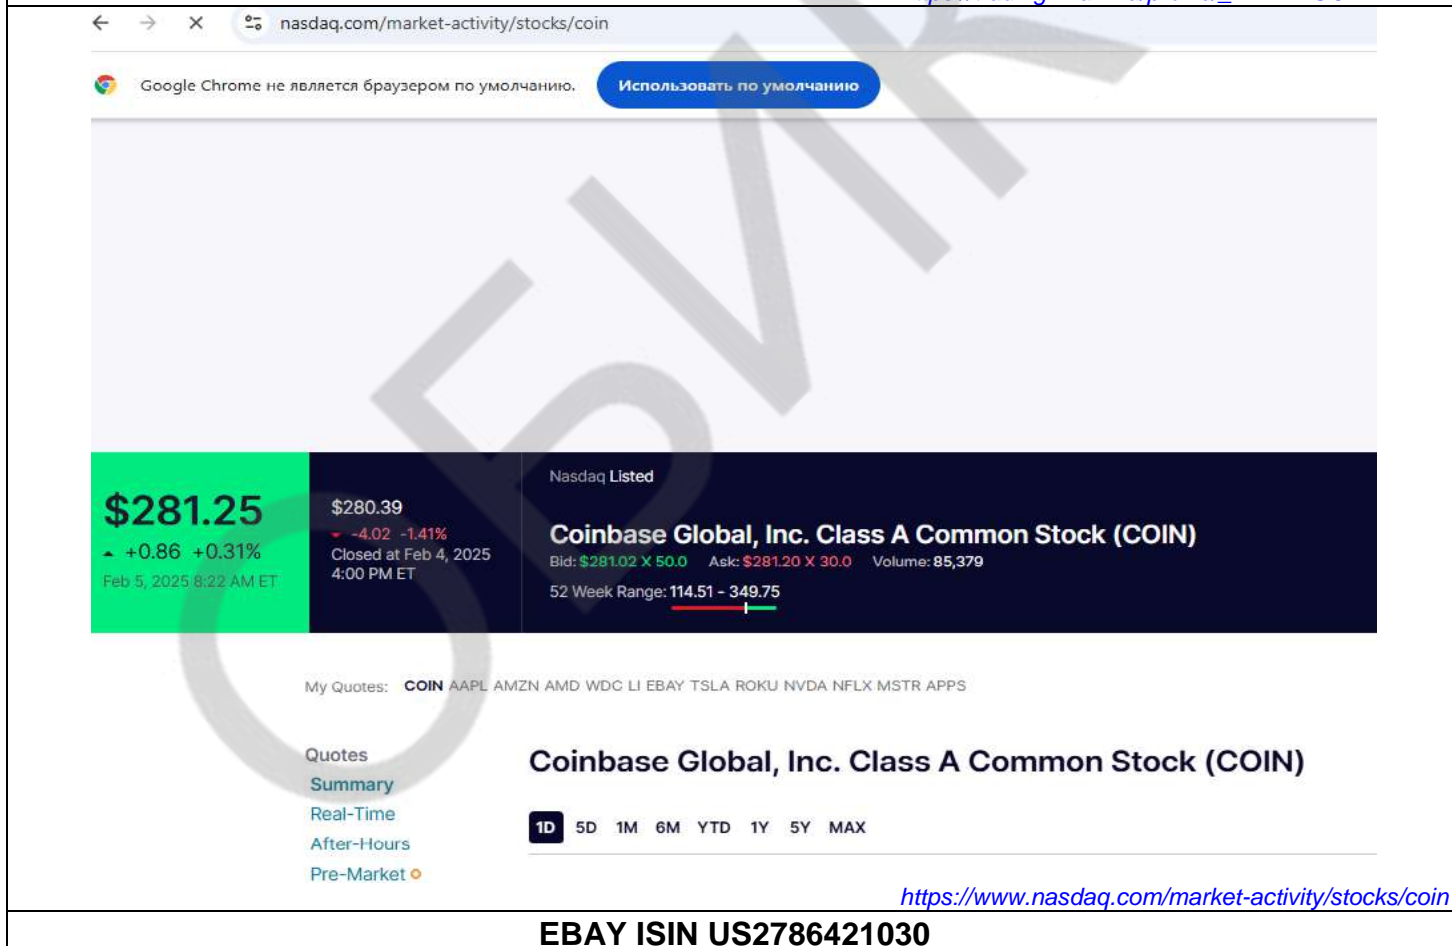 nasdaq.com/market-activity/stocks/coin
Google Chrome не является браузером по умолчанию. Использовать по умолчанию
ОБИК
Nasdaq Listed
$281.25
+0.86 +0.31%
Feb 5, 2025 8:22 AM ET
$280.39
-4.02 -1.41%
Closed at Feb 4, 2025
4:00 PM ET
Coinbase Global, Inc. Class A Common Stock (COIN)
Bid: $281.02 X 50.0 Ask: $281.20 X 30.0 Volume: 85,379
52 Week Range: 114.51 - 349.75
My Quotes: COIN AAPL AMZN AMD WDC LI EBAY TSLA ROKU NVDA NFLX MSTR APPS
Quotes
Summary
Real-Time
After-Hours
Pre-Market
Coinbase Global, Inc. Class A Common Stock (COIN)
1D 5D 1M 6M YTD 1Y 5Y MAX
https://www.nasdaq.com/market-activity/stocks/coin
EBAY ISIN US2786421030